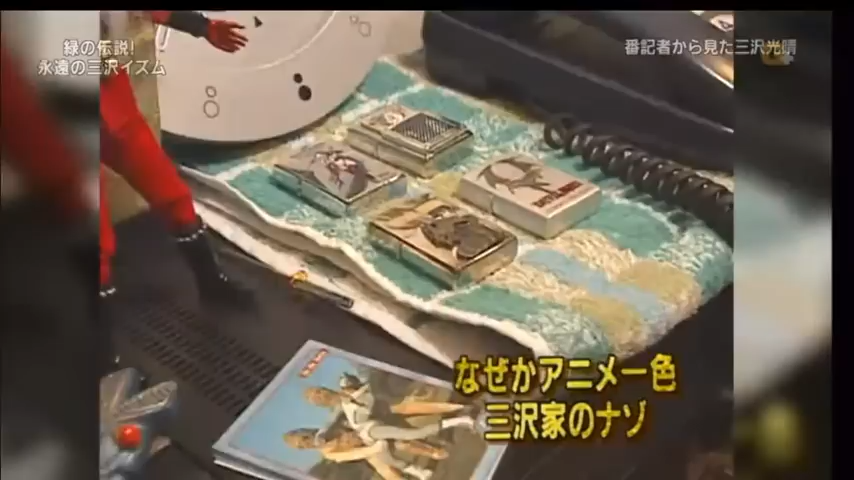 緑の伝説!
永遠の三沢イズム
番記者から見た三沢光晴
なぜかアニメ一色
三沢家のナゾ